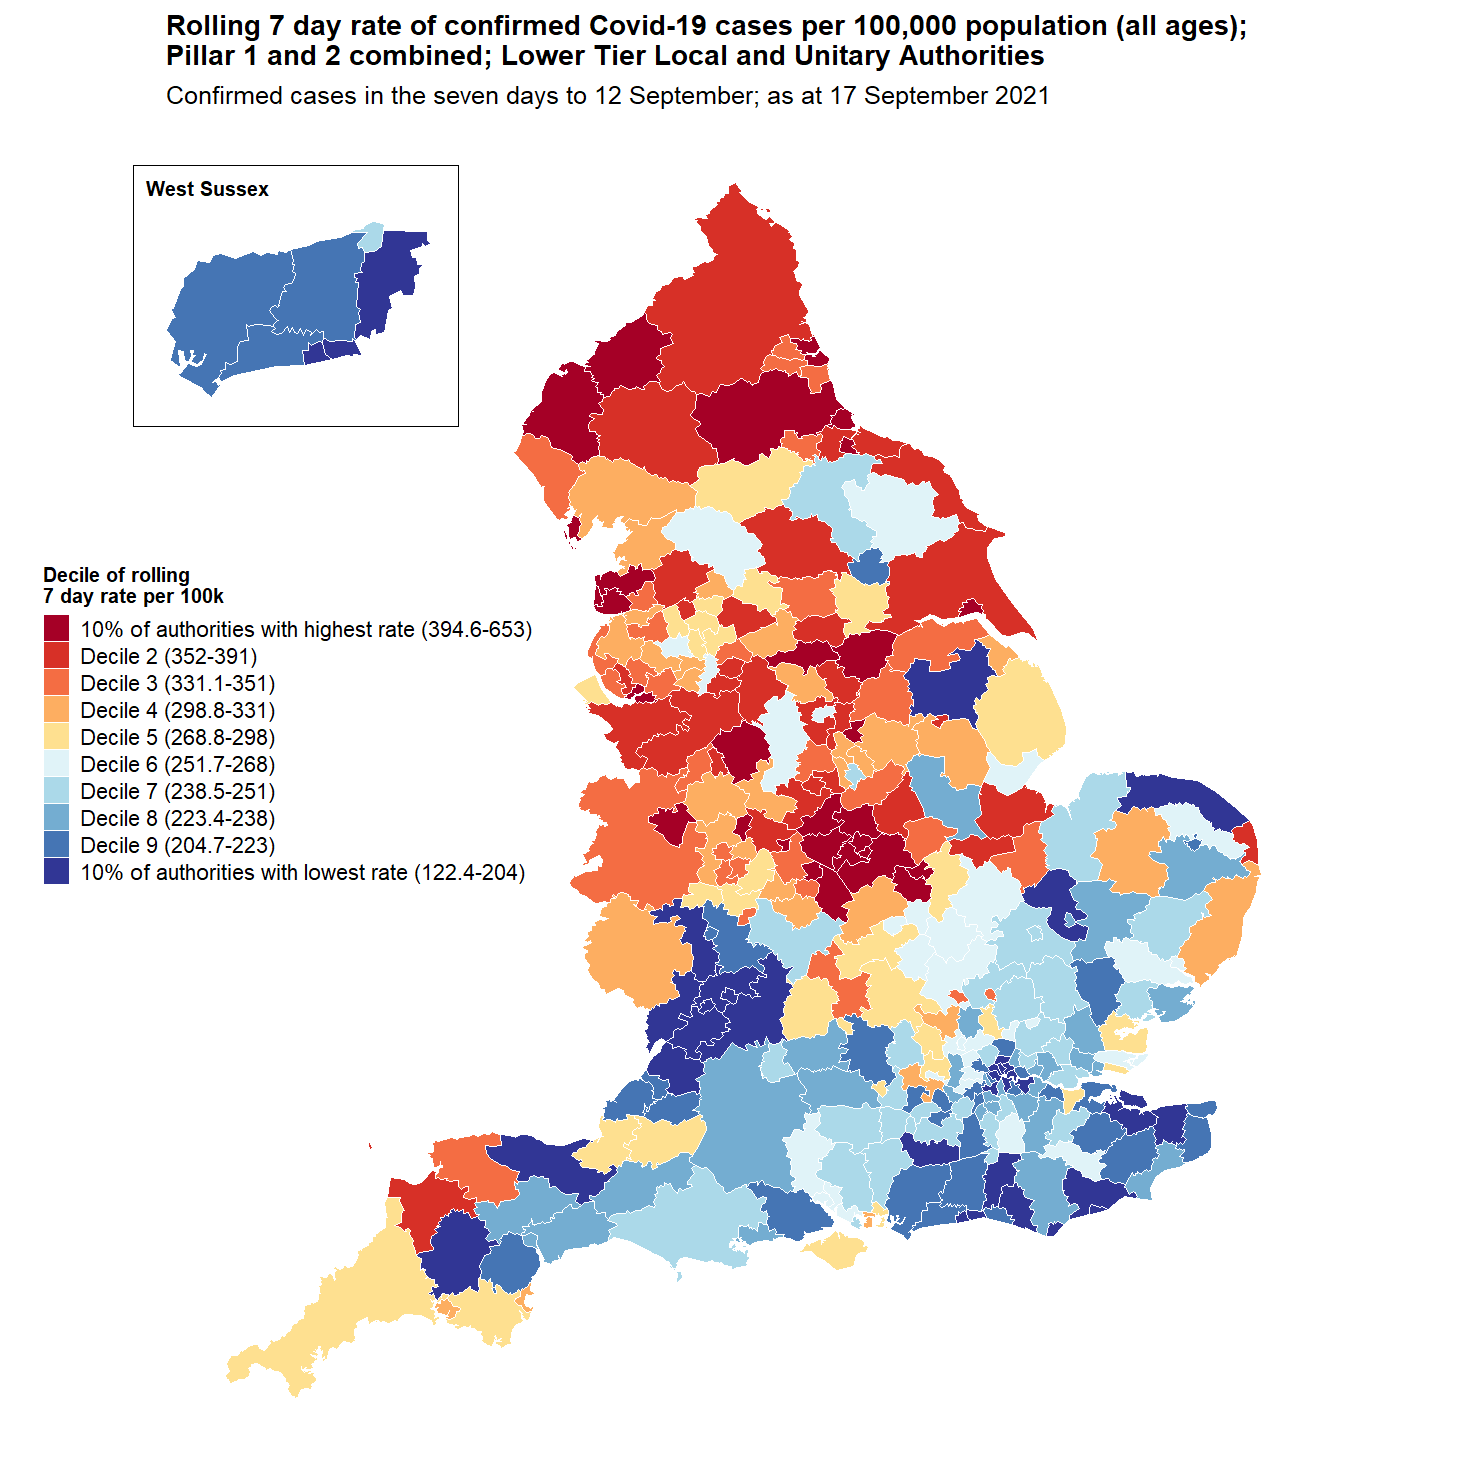 Rolling 7 day rate of confirmed Covid-19 cases per 100,000 population (all ages);
Pillar 1 and 2 combined; Lower Tier Local and Unitary Authorities
Confirmed cases in the seven days to 12 September; as at 17 September 2021
West Sussex
Decile of rolling
7 day rate per 100k
10% of authorities with highest rate (394.6-653)
Decile 2 (352-391)
Decile 3 (331.1-351)
Decile 4 (298.8-331)
Decile 5 (268.8-298)
Decile 6 (251.7-268)
Decile 7 (238.5-251)
Decile 8 (223.4-238)
Decile 9 (204.7-223)
10% of authorities with lowest rate (122.4-204)